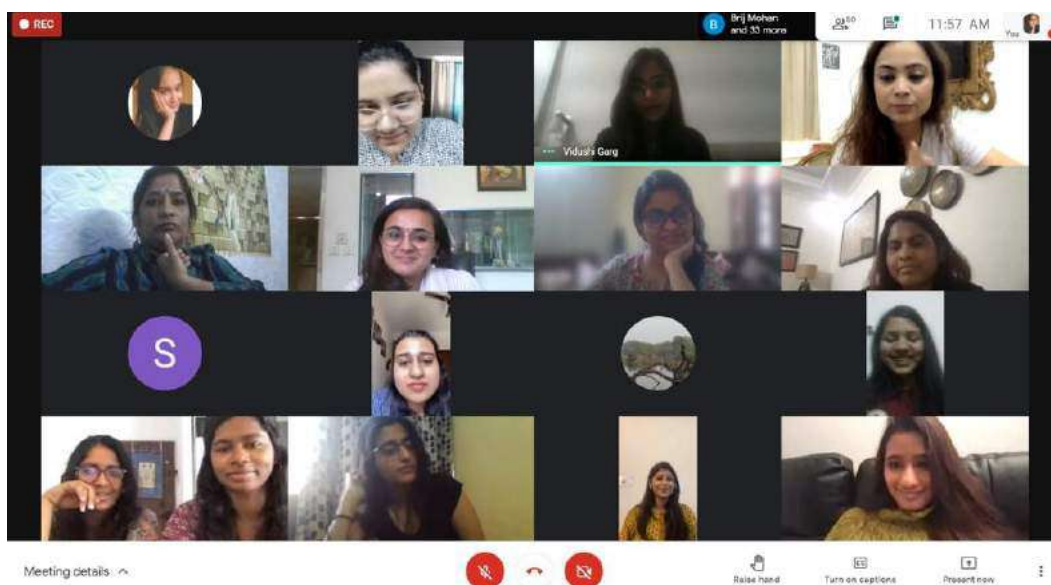 REC
B
Brij Mohan
and 33 more
50
11:57 AM
You
Vidushi Garg
S
Meeting details
Raise hand
Turn on captions
Present now